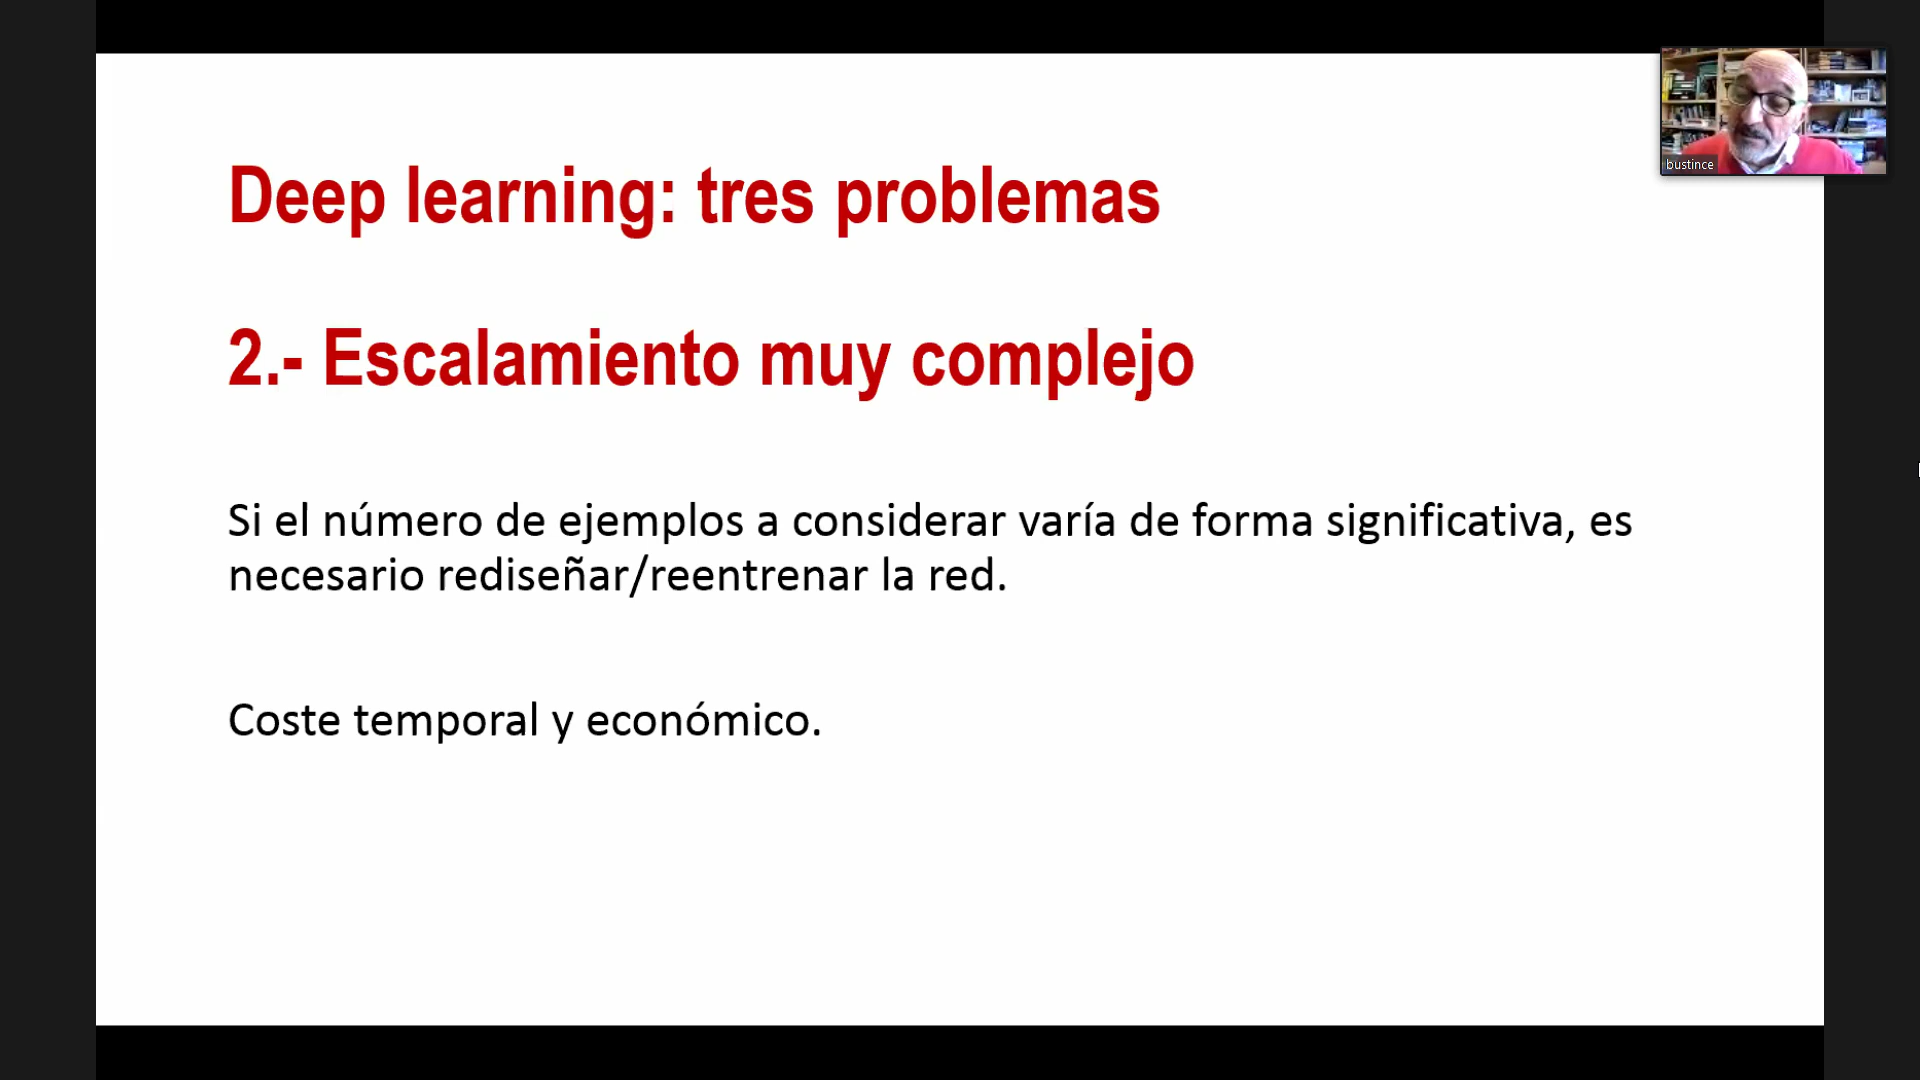 Deep learning: tres problemas
bustince
2.- Escalamiento muy complejo
Si el número de ejemplos a considerar varía de forma significativa, es
necesario rediseñar/reentrenar la red.
Coste temporal y económico.